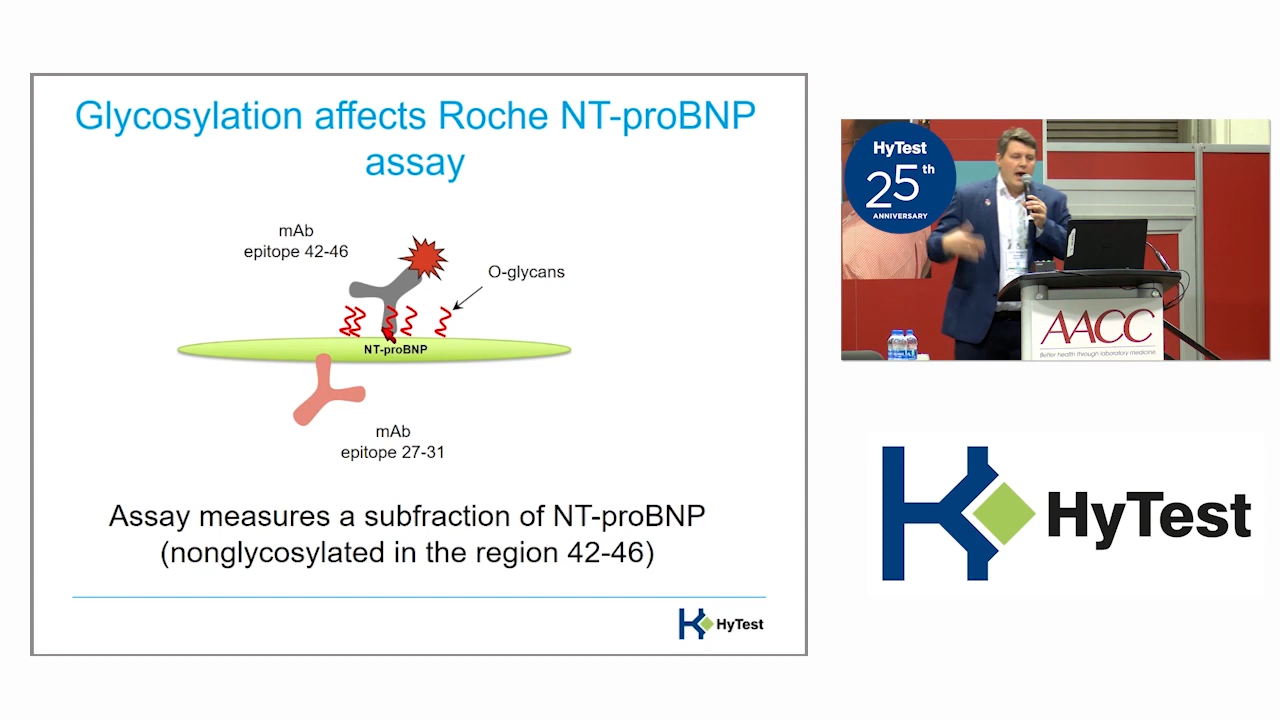 Glycosylation affects Roche NT-proBNP
assay
mAb
epitope 42-46
O-glycans
NT-proBNP
mAb
epitope 27-31
Assay measures a subfraction of NT-proBNP
(nonglycosylated in the region 42-46)
HyTest
HyTest
25th
ANNIVERSARY
AACC
Better health through laboratory medicine.
HyTest